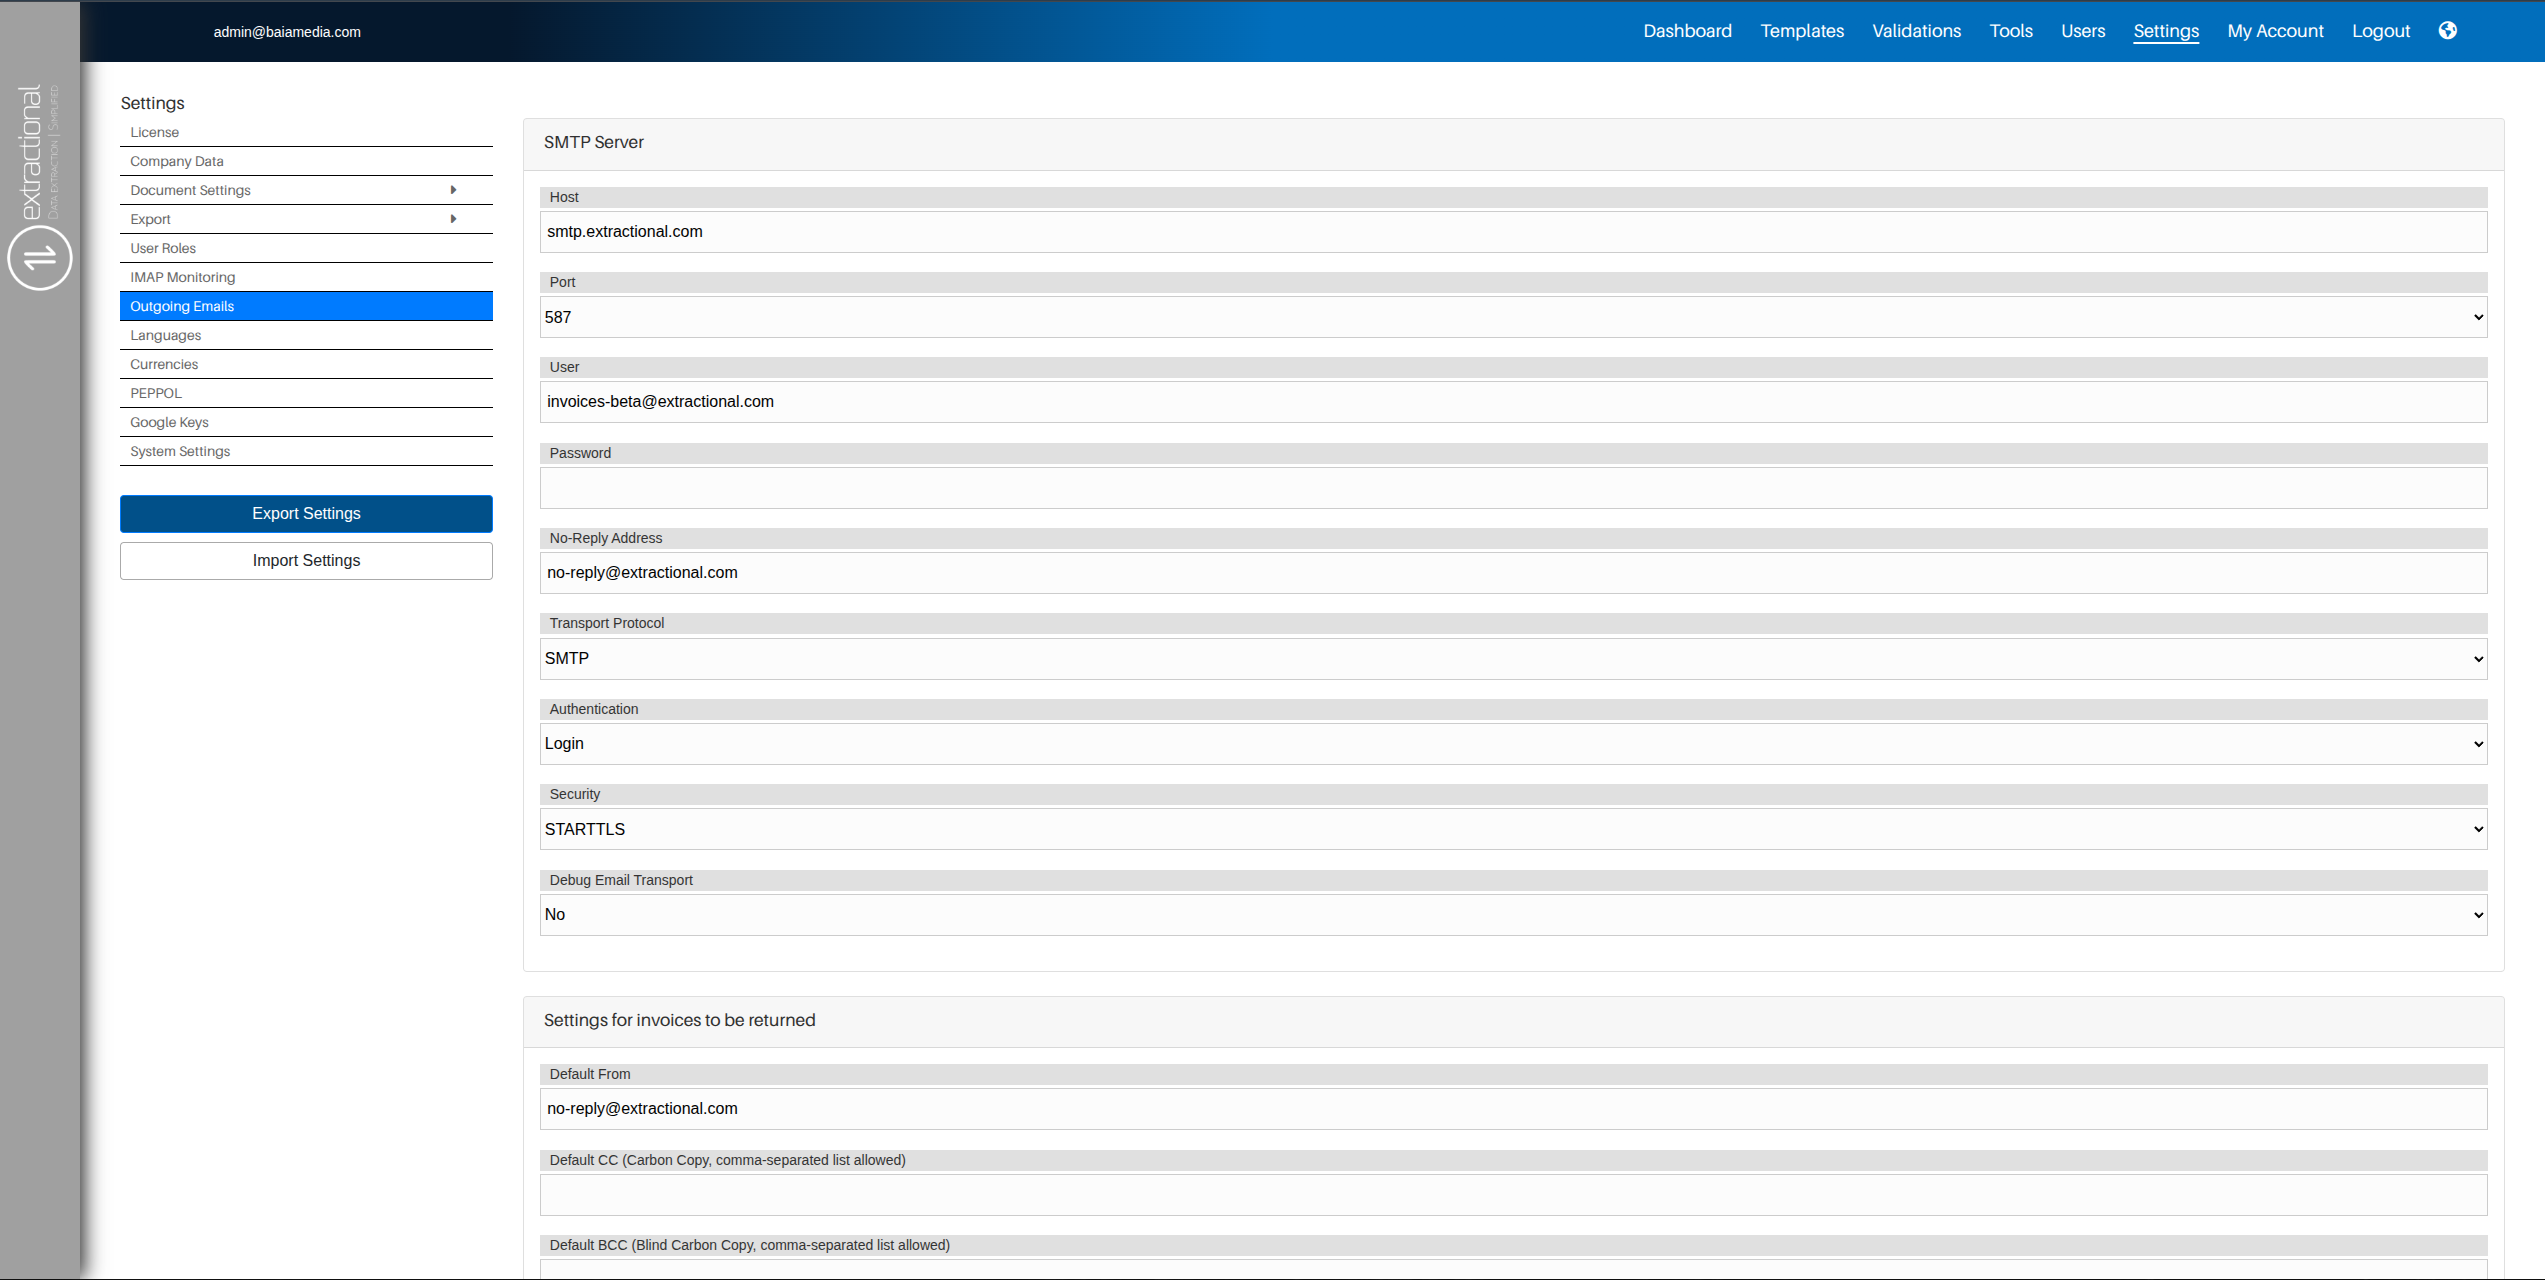 admin@baiamedia.com
Dashboard Templates Validations Tools Users Settings My Account Logout
extractional
DATA EXTRACTION | SIMPLIFIED
Settings
License
Company Data
Document Settings
Export
User Roles
IMAP Monitoring
Outgoing Emails
Languages
Currencies
PEPPOL
Google Keys
System Settings
Export Settings
Import Settings
SMTP Server
Host
smtp.extractional.com
Port
587
User
invoices-beta@extractional.com
Password
No-Reply Address
no-reply@extractional.com
Transport Protocol
SMTP
Authentication
Login
Security
STARTTLS
Debug Email Transport
No
Settings for invoices to be returned
Default From
no-reply@extractional.com
Default CC (Carbon Copy, comma-separated list allowed)
Default BCC (Blind Carbon Copy, comma-separated list allowed)